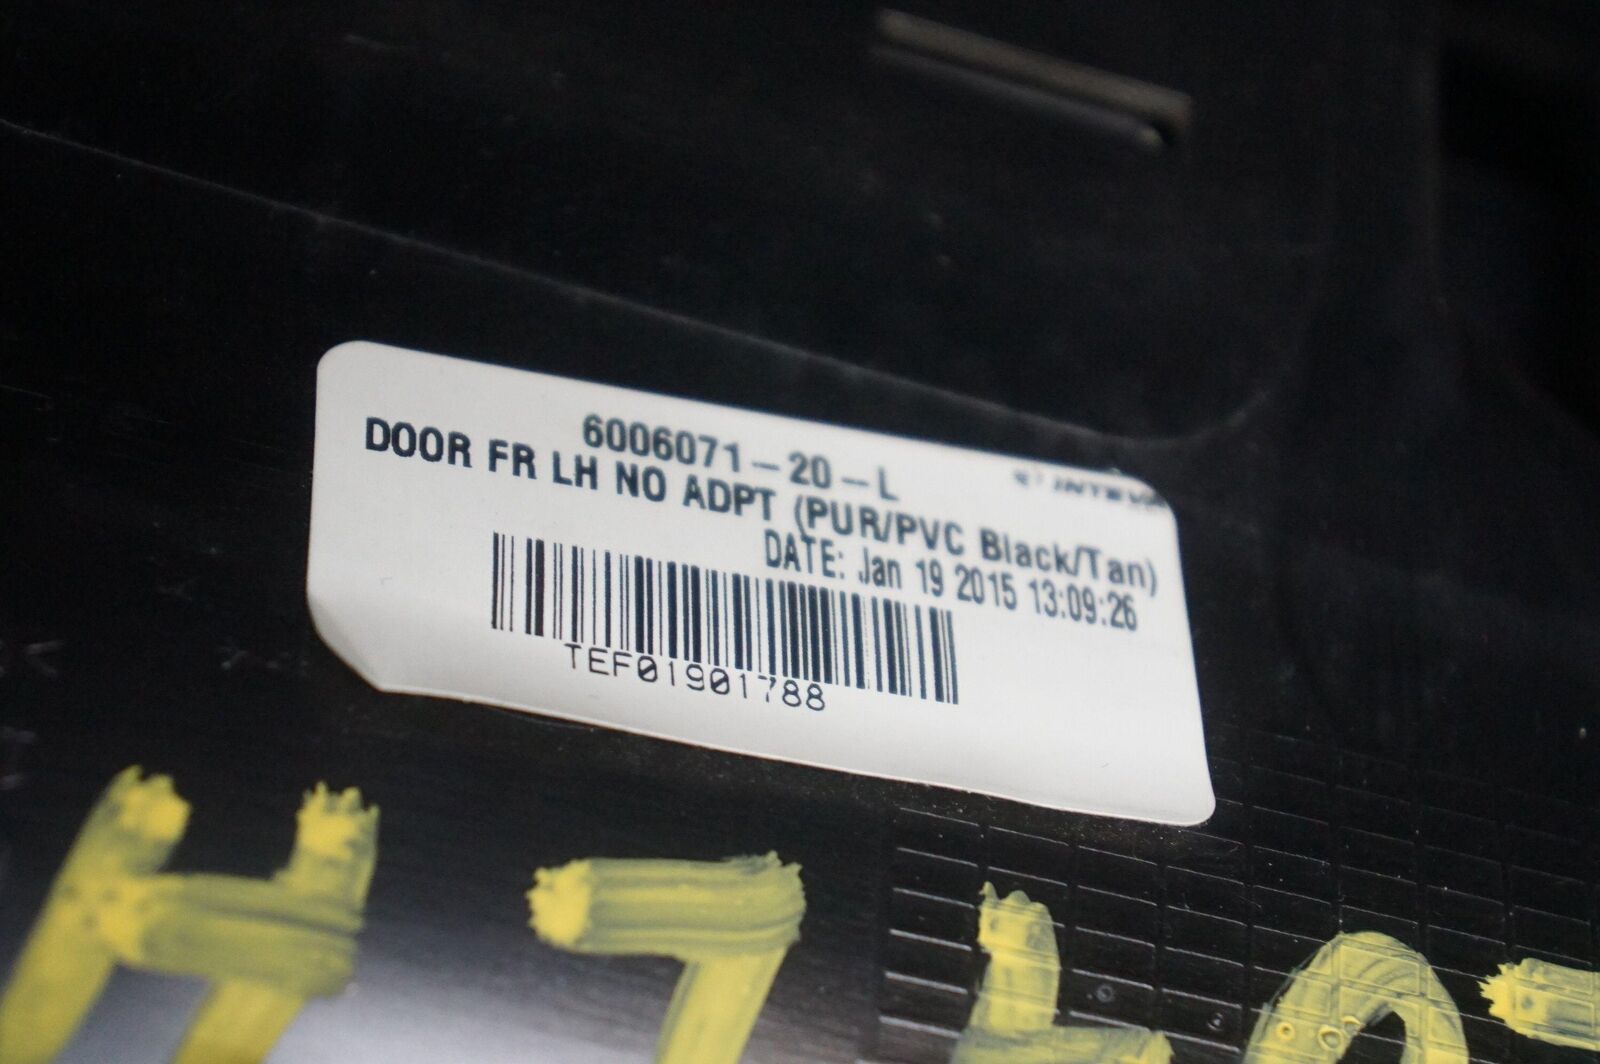 6006071-20-L
DOOR FR LH NO ADPT (PUR/PVC Black/Tan)
DATE: Jan 19 2015 13:09:26
TEF01901788